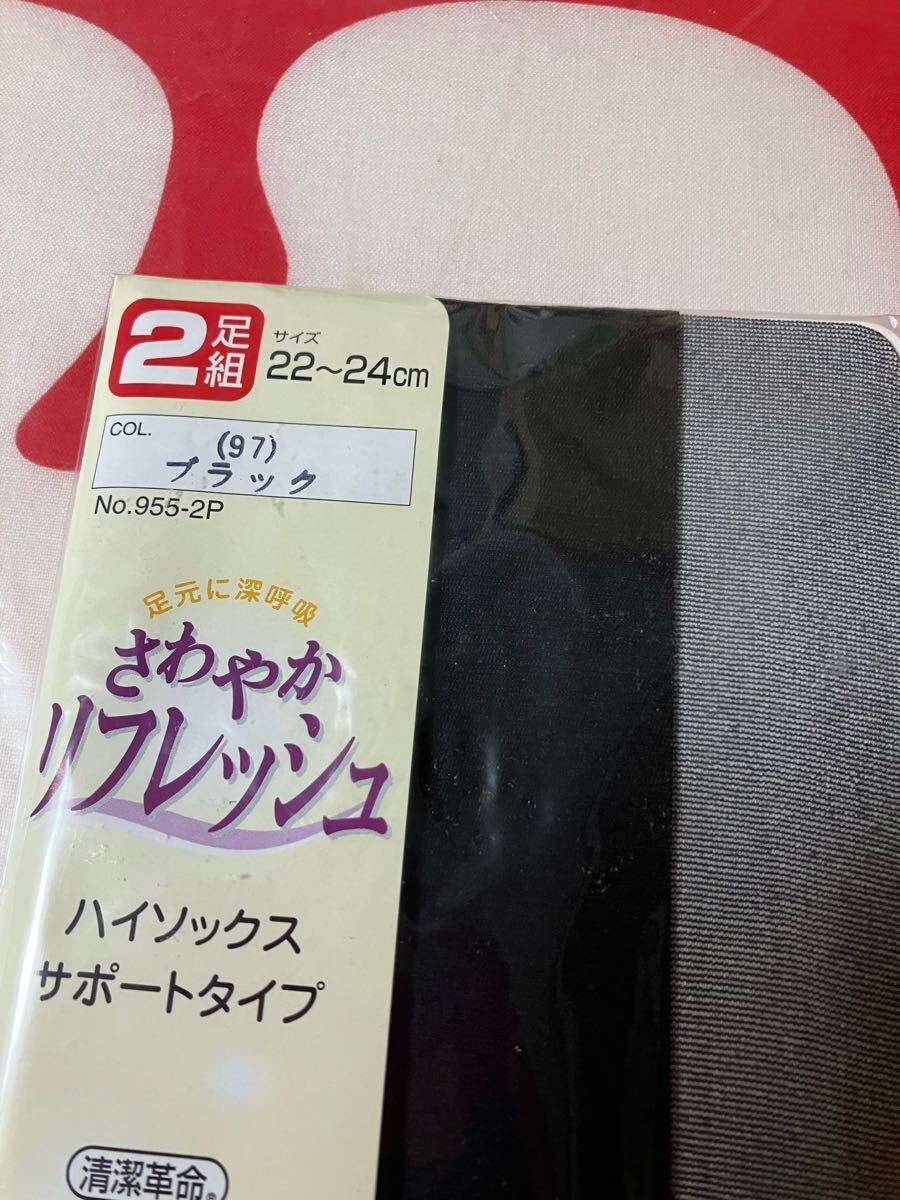 2足組
サイズ
22〜24cm
COL.
(97)
ブラック
No.955-2P
足元に深呼吸
さわやか
リフレッシュ
ハイソックス
サポートタイプ
清潔革命®